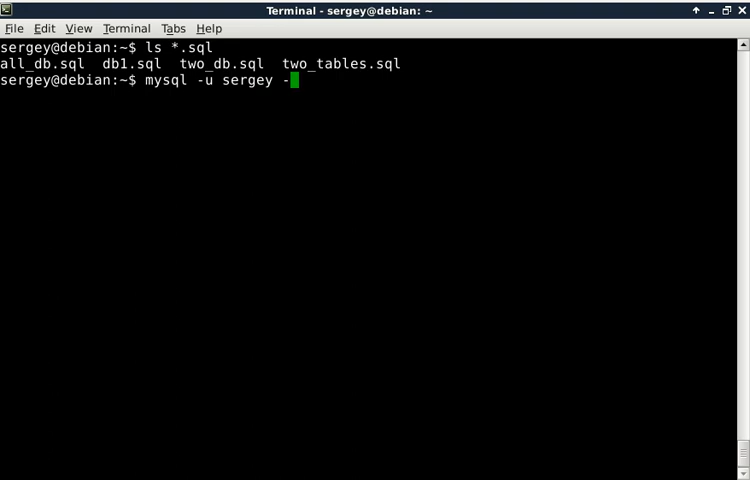 Terminal - sergey@debian: ~
File Edit View Terminal Tabs Help
sergey@debian:~$ ls *.sql
all_db.sql  db1.sql  two_db.sql  two_tables.sql
sergey@debian:~$ mysql -u sergey -